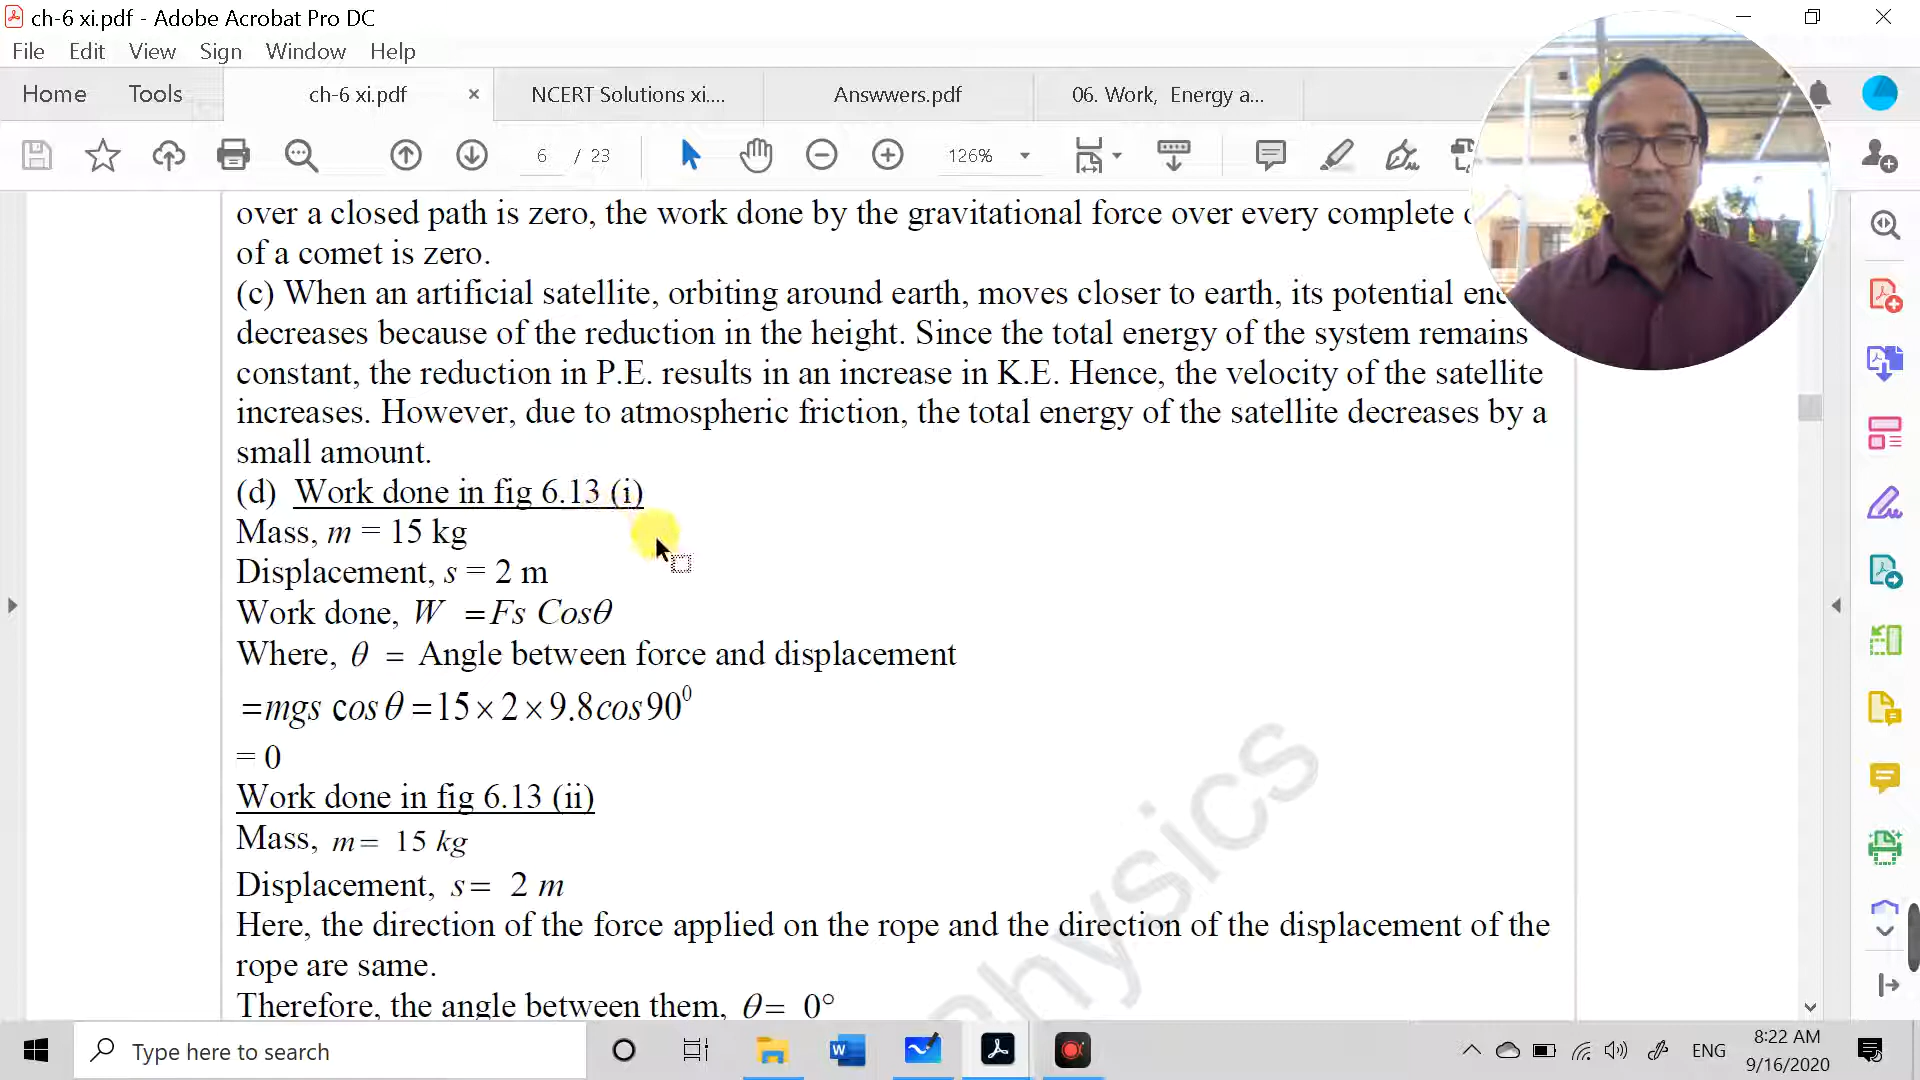 ch-6 xi.pdf - Adobe Acrobat Pro DC
File Edit View Sign Window Help
Home Tools ch-6 xi.pdf × NCERT Solutions xi.... Answwers.pdf 06. Work, Energy a...
6 / 23 126%
over a closed path is zero, the work done by the gravitational force over every complete
of a comet is zero.
(c) When an artificial satellite, orbiting around earth, moves closer to earth, its potential
decreases because of the reduction in the height. Since the total energy of the system remains
constant, the reduction in P.E. results in an increase in K.E. Hence, the velocity of the satellite
increases. However, due to atmospheric friction, the total energy of the satellite decreases by a
small amount.
(d) Work done in fig 6.13 (i)
Mass, m = 15 kg
Displacement, s = 2 m
Work done, W =Fs Cosθ
Where, θ = Angle between force and displacement
=mgs cos θ =15×2×9.8cos90⁰
= 0
Work done in fig 6.13 (ii)
Mass, m= 15 kg
Displacement, s= 2 m
Here, the direction of the force applied on the rope and the direction of the displacement of the
rope are same.
Therefore, the angle between them, θ= 0°
physics
Type here to search
ENG
8:22 AM
9/16/2020